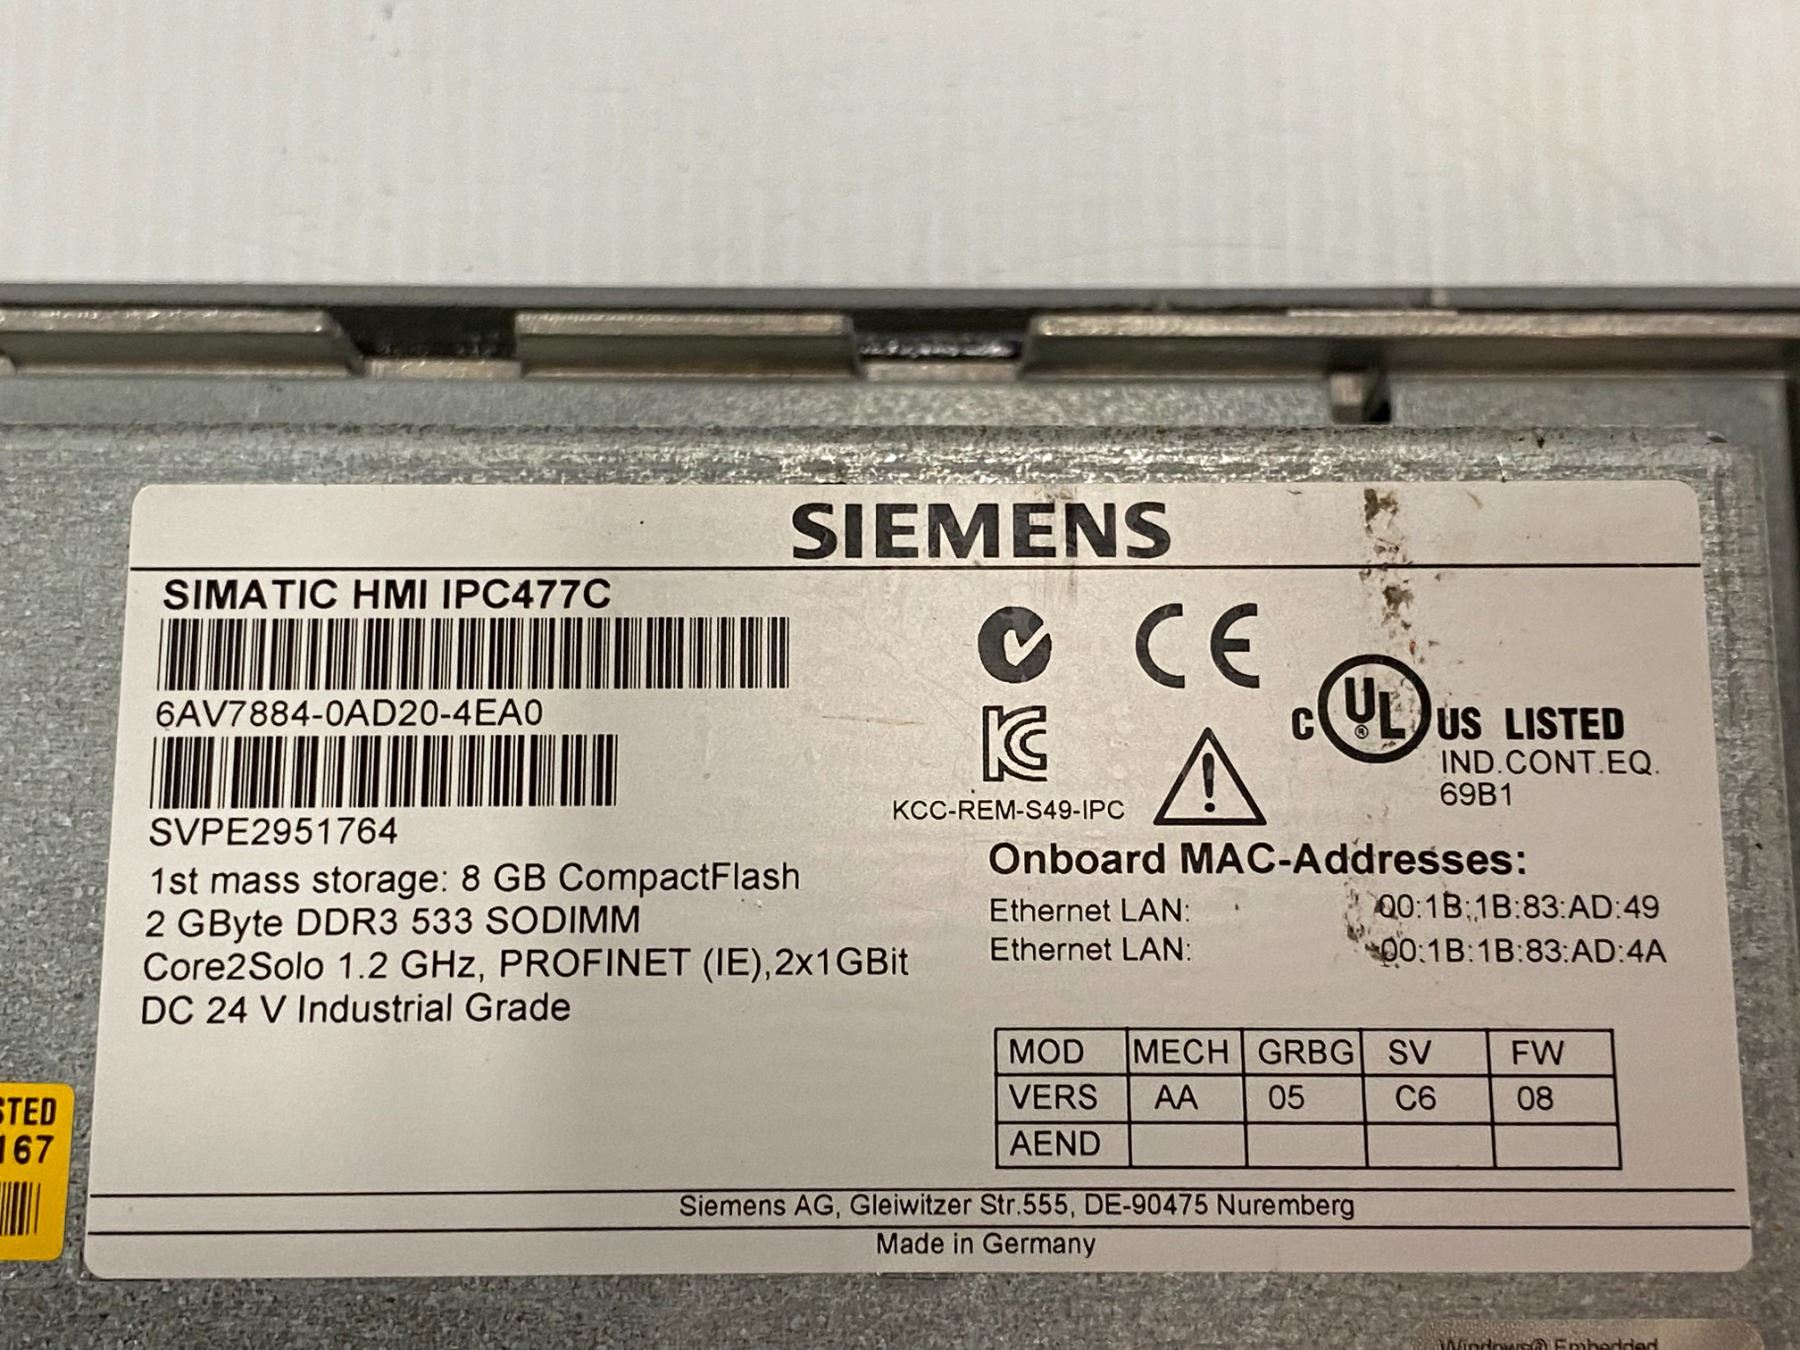 SIEMENS
SIMATIC HMI IPC477C
6AV7884-0AD20-4EA0
SVPE2951764
1st mass storage: 8 GB CompactFlash
2 GByte DDR3 533 SODIMM
Core2Solo 1.2 GHz, PROFINET (IE),2x1GBit
DC 24 V Industrial Grade
CE
KCC-REM-S49-IPC
C UL® US LISTED
IND.CONT.EQ.
69B1
Onboard MAC-Addresses:
Ethernet LAN: 00:1B:1B:83:AD:49
Ethernet LAN: 00:1B:1B:83:AD:4A
MOD MECH GRBG SV FW
VERS AA 05 C6 08
AEND
Siemens AG, Gleiwitzer Str.555, DE-90475 Nuremberg
Made in Germany
STED
167
Windows® Embedded